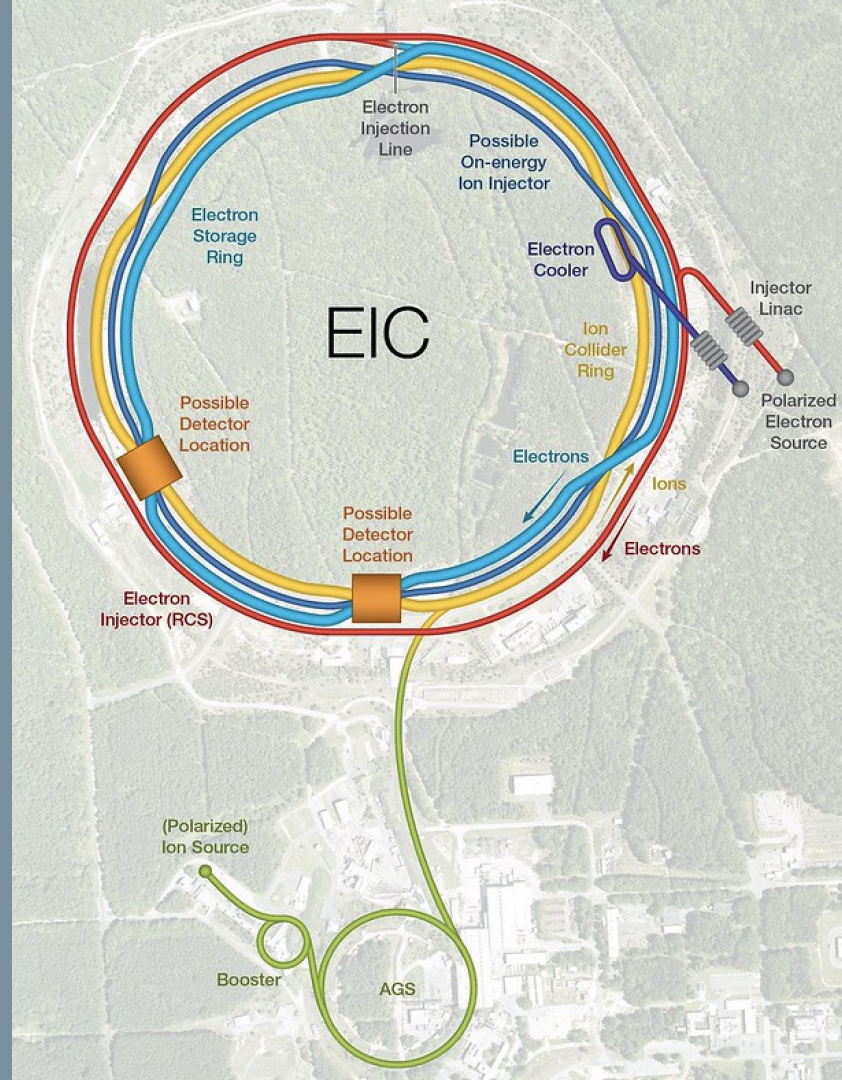 Electron
Injection
Line
Possible
On-energy
Ion Injector
Electron
Storage
Ring
Electron
Cooler
Injector
Linac
EIC
Ion
Collider
Ring
Polarized
Electron
Source
Possible
Detector
Location
Electrons
Ions
Possible
Detector
Location
Electrons
Electron
Injector (RCS)
(Polarized)
Ion Source
Booster
AGS